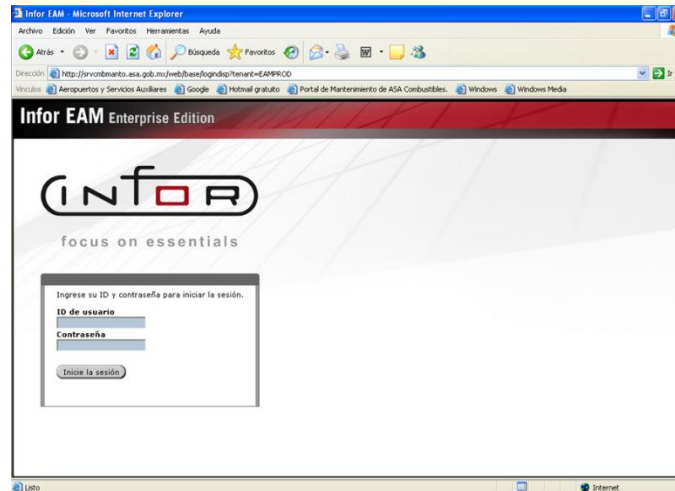 Infor EAM - Microsoft Internet Explorer
Archivo Edición Ver Favoritos Herramientas Ayuda
Atrás Búsqueda Favoritos
Dirección http://srvcmbmanto.asa.gob.mx/web/base/logindisp?tenant=EAMPROD Ir
Vínculos Aeropuertos y Servicios Auxiliares Google Hotmail gratuito Portal de Mantenimiento de ASA Combustibles. Windows Windows Media
Infor EAM Enterprise Edition
INFOR
focus on essentials
Ingrese su ID y contraseña para iniciar la sesión.
ID de usuario
Contraseña
Inicie la sesión
Listo Internet